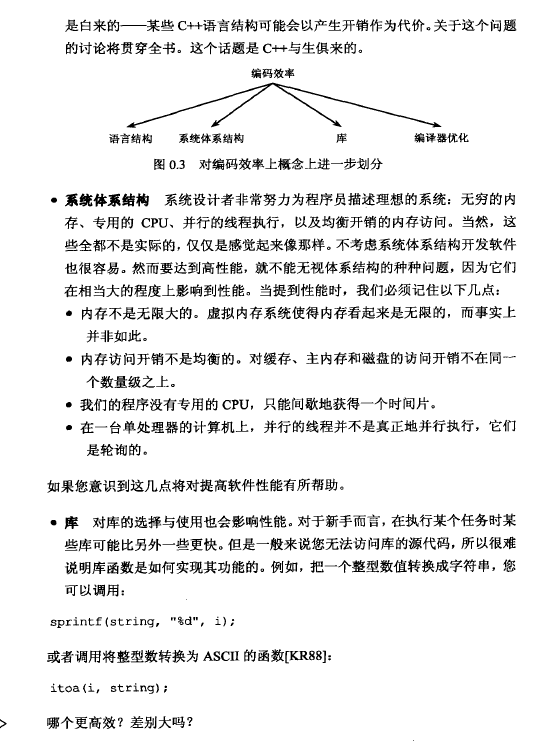 是白来的——某些 C++语言结构可能会以产生开销作为代价。关于这个问题
的讨论将贯穿全书。这个话题是 C++与生俱来的。
编码效率
语言结构 系统体系结构 库 编译器优化
图 0.3 对编码效率上概念上进一步划分
• 系统体系结构 系统设计者非常努力为程序员描述理想的系统：无穷的内
存、专用的 CPU、并行的线程执行，以及均衡开销的内存访问。当然，这
些全都不是实际的，仅仅是感觉起来像那样。不考虑系统体系结构开发软件
也很容易。然而要达到高性能，就不能无视体系结构的种种问题，因为它们
在相当大的程度上影响到性能。当提到性能时，我们必须记住以下几点：
• 内存不是无限大的。虚拟内存系统使得内存看起来是无限的，而事实上
并非如此。
• 内存访问开销不是均衡的。对缓存、主内存和磁盘的访问开销不在同一
个数量级之上。
• 我们的程序没有专用的 CPU，只能间歇地获得一个时间片。
• 在一台单处理器的计算机上，并行的线程并不是真正地并行执行，它们
是轮询的。
如果您意识到这几点将对提高软件性能有所帮助。
• 库 对库的选择与使用也会影响性能。对于新手而言，在执行某个任务时某
些库可能比另外一些更快。但是一般来说您无法访问库的源代码，所以很难
说明库函数是如何实现其功能的。例如，把一个整型数值转换成字符串，您
可以调用：
sprintf(string, "%d", i);
或者调用将整型数转换为 ASCII 的函数[KR88]：
itoa(i, string);
哪个更高效？差别大吗？